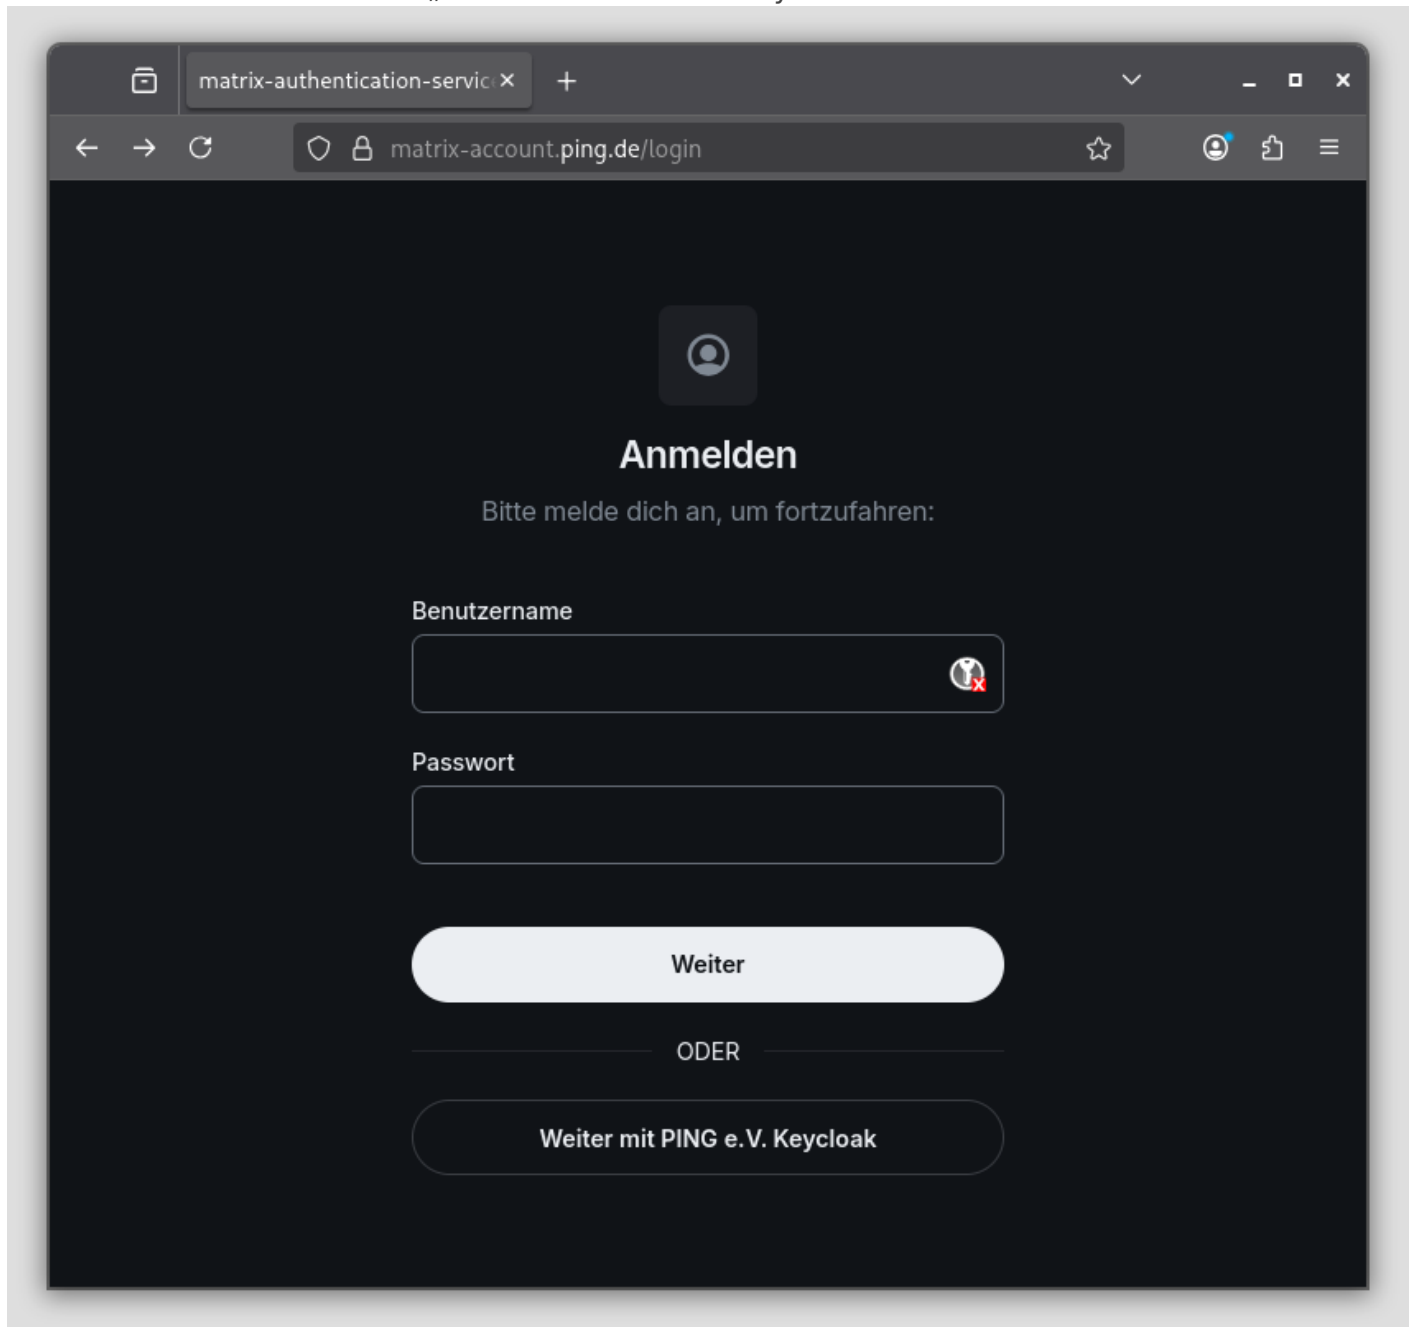 matrix-authentication-servic
matrix-account.ping.de/login
Anmelden
Bitte melde dich an, um fortzufahren:
Benutzername
Passwort
Weiter
ODER
Weiter mit PING e.V. Keycloak